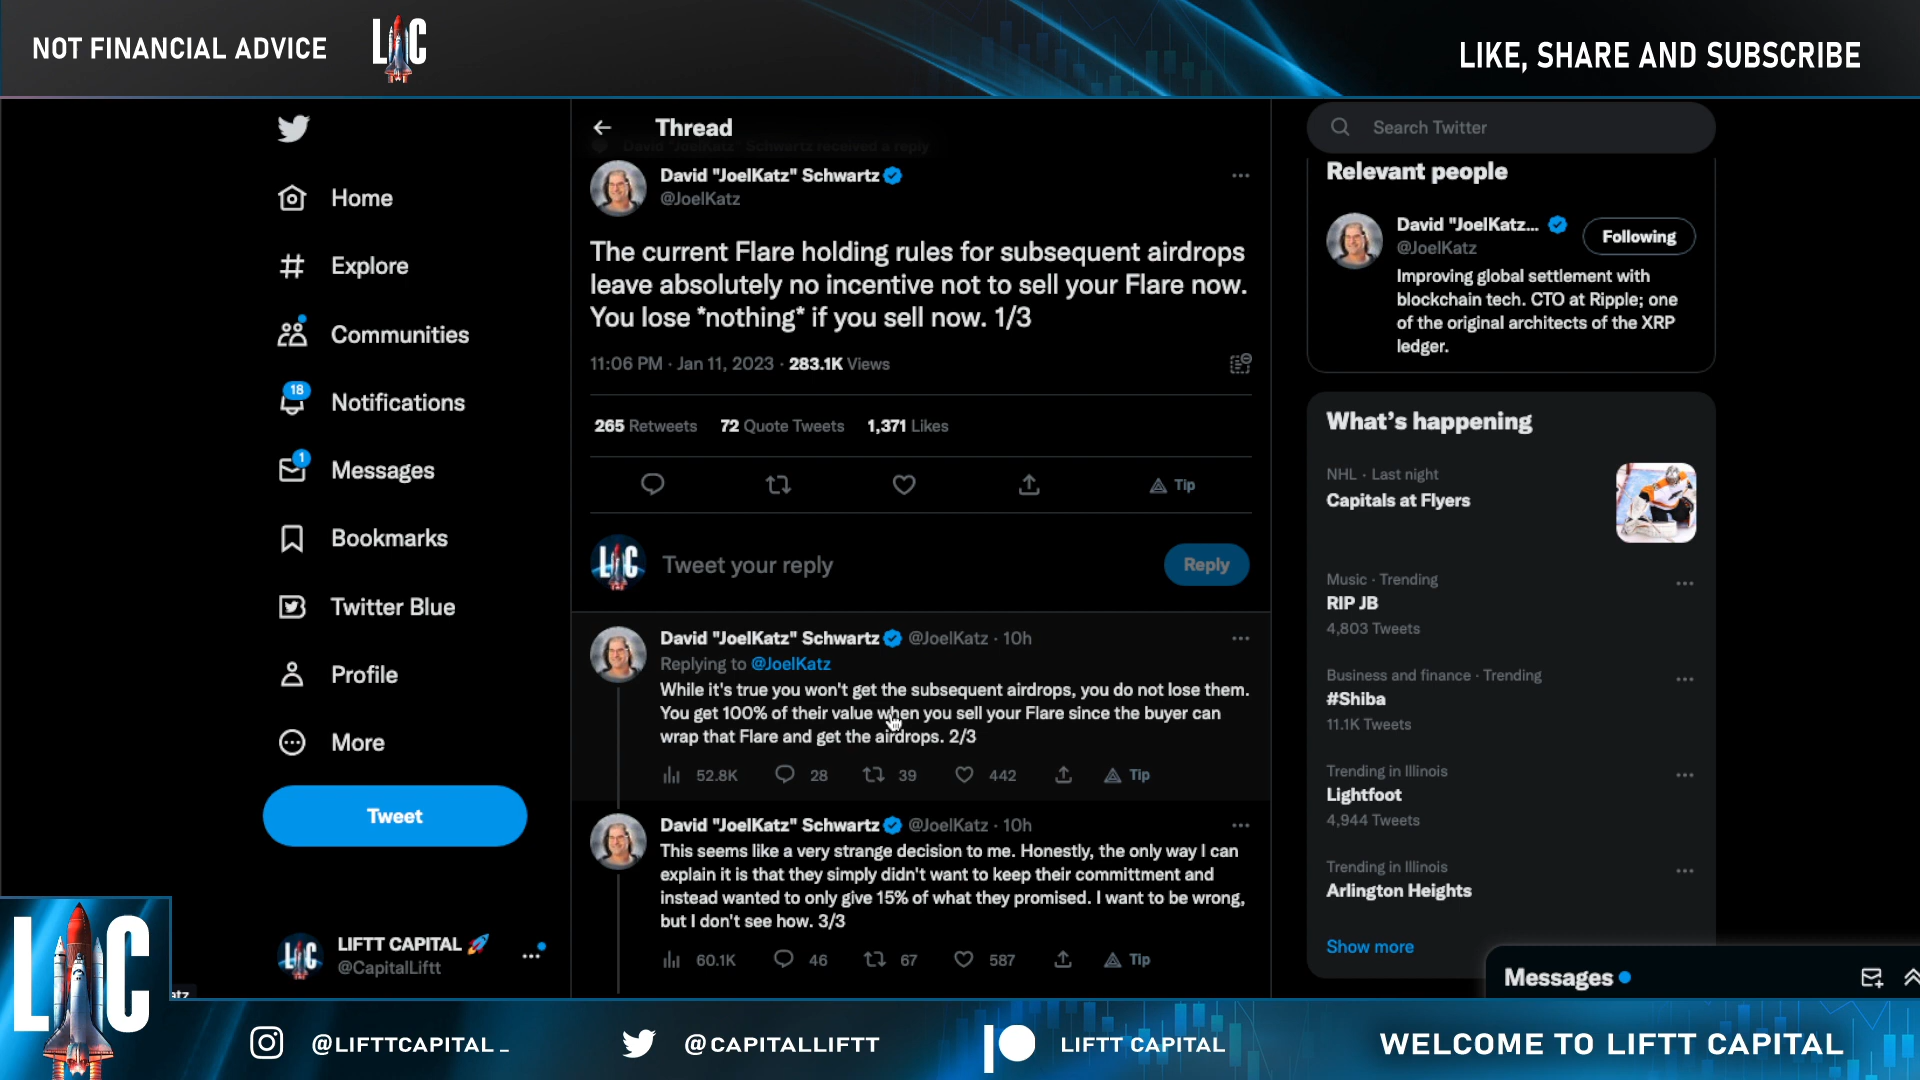 NOT FINANCIAL ADVICE
LC
LIKE, SHARE AND SUBSCRIBE
Home
Explore
Communities
18
Notifications
1
Messages
Bookmarks
Twitter Blue
Profile
More
Tweet
LIFTT CAPITAL
@CapitalLiftt
Thread
David "JoelKatz" Schwartz received a reply
David "JoelKatz" Schwartz
@JoelKatz
The current Flare holding rules for subsequent airdrops
leave absolutely no incentive not to sell your Flare now.
You lose *nothing* if you sell now. 1/3
11:06 PM · Jan 11, 2023 · 283.1K Views
265 Retweets 72 Quote Tweets 1,371 Likes
Tip
LC
Tweet your reply
Reply
David "JoelKatz" Schwartz @JoelKatz · 10h
Replying to @JoelKatz
While it's true you won't get the subsequent airdrops, you do not lose them.
You get 100% of their value when you sell your Flare since the buyer can
wrap that Flare and get the airdrops. 2/3
52.8K 28 39 442 Tip
David "JoelKatz" Schwartz @JoelKatz · 10h
This seems like a very strange decision to me. Honestly, the only way I can
explain it is that they simply didn't want to keep their committment and
instead wanted to only give 15% of what they promised. I want to be wrong,
but I don't see how. 3/3
60.1K 46 67 587 Tip
Search Twitter
Relevant people
David "JoelKatz...
@JoelKatz
Following
Improving global settlement with
blockchain tech. CTO at Ripple; one
of the original architects of the XRP
ledger.
What's happening
NHL · Last night
Capitals at Flyers
Music · Trending
RIP JB
4,803 Tweets
Business and finance · Trending
#Shiba
11.1K Tweets
Trending in Illinois
Lightfoot
4,944 Tweets
Trending in Illinois
Arlington Heights
Show more
Messages
LC
atz
@LIFTTCAPITAL_
@CAPITALLIFTT
LIFTT CAPITAL
WELCOME TO LIFTT CAPITAL